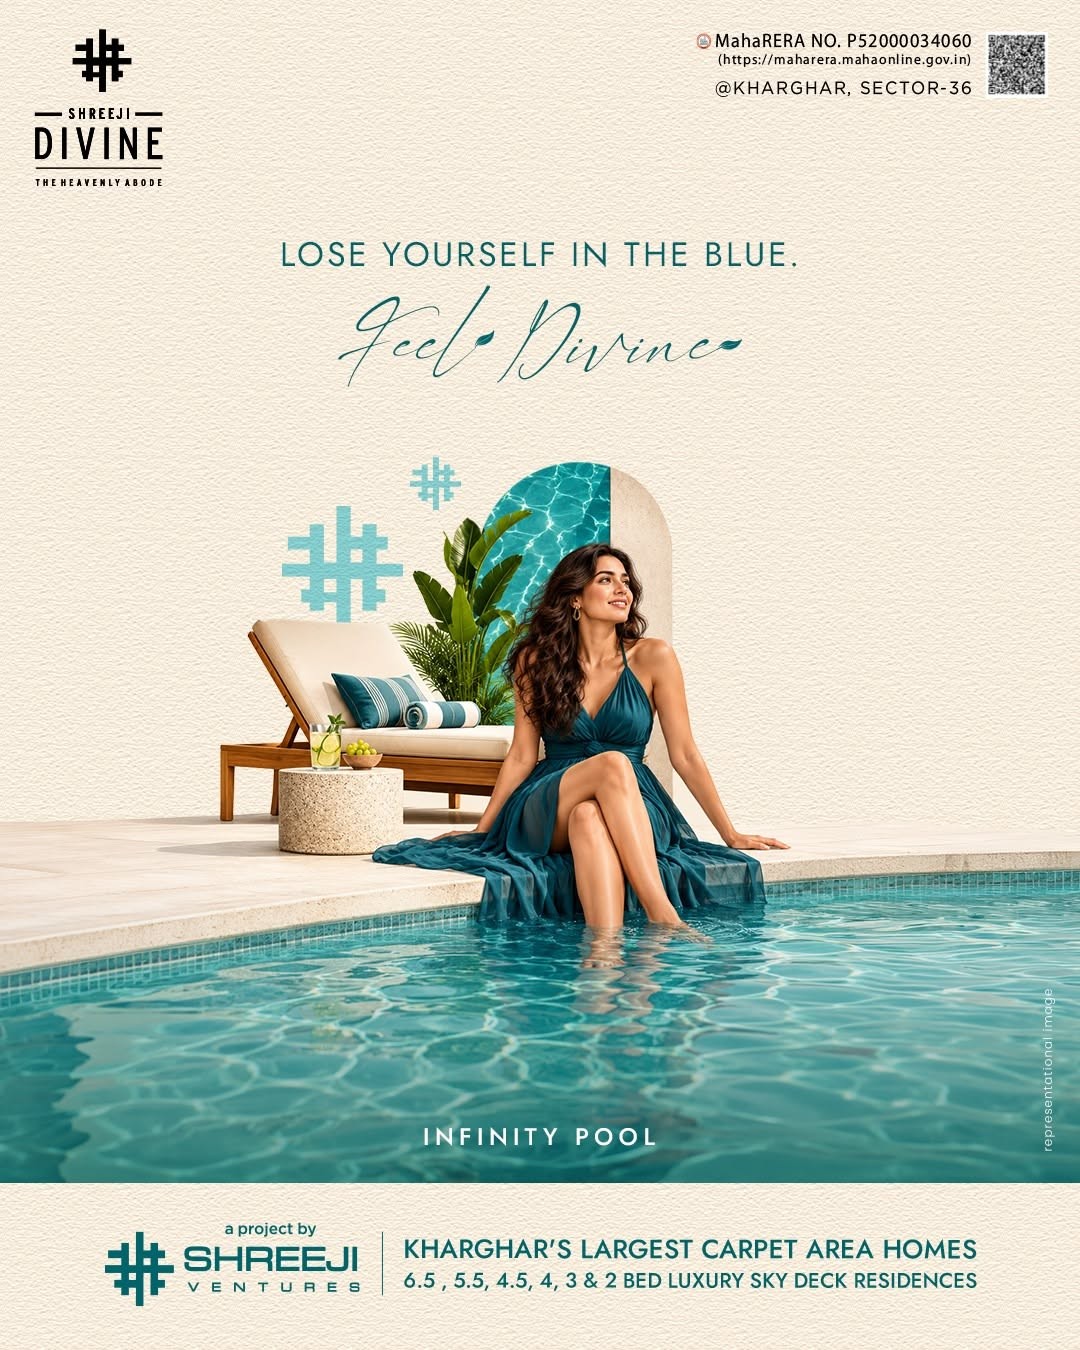 SHREEJI
DIVINE
THE HEAVENLY ABODE
MahaRERA NO. P52000034060
(https://maharera.mahaonline.gov.in)
@KHARGHAR, SECTOR-36
LOSE YOURSELF IN THE BLUE.
Feel Divine
representational image
INFINITY POOL
a project by
SHREEJI
VENTURES
KHARGHAR'S LARGEST CARPET AREA HOMES
6.5 , 5.5, 4.5, 4, 3 & 2 BED LUXURY SKY DECK RESIDENCES